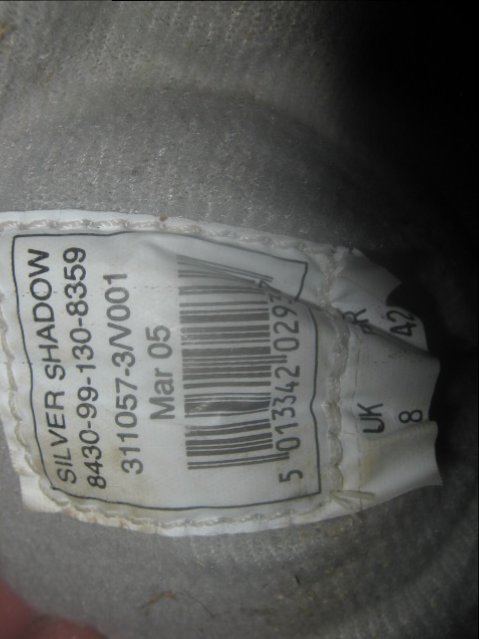 SILVER SHADOW
8430-99-130-8359
311057-3/V001
Mar 05
5 013342 029
UK 8
42